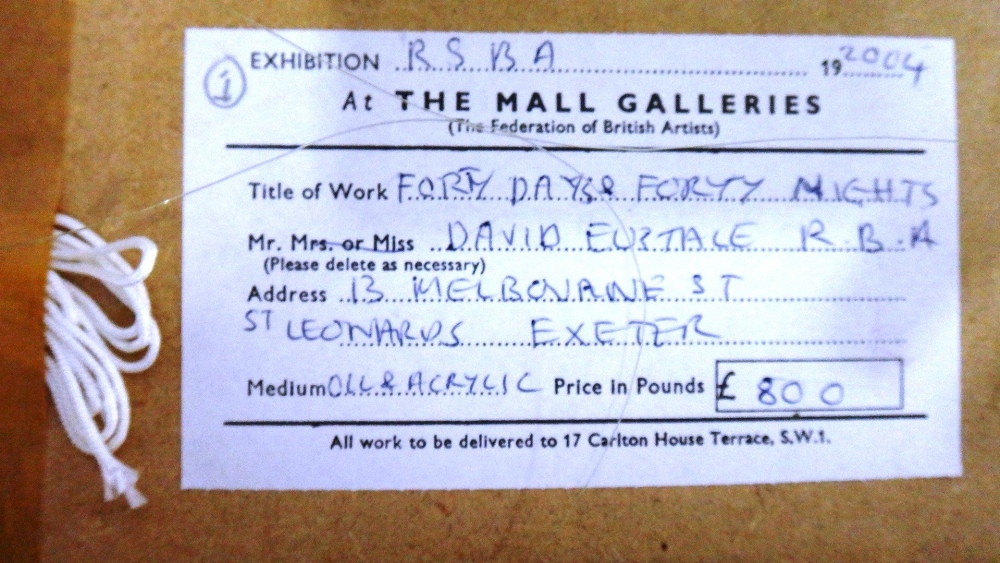 EXHIBITION R S B A 19 2004
1
At THE MALL GALLERIES
(The Federation of British Artists)
Title of Work FORTY DAYS & FORTY NIGHTS
Mr. Mrs. or Miss DAVID EUSTACE R.B.A
(Please delete as necessary)
Address 13 MELBOURNE ST
ST LEONARDS EXETER
Medium OIL & ACRYLIC Price in Pounds £ 800
All work to be delivered to 17 Carlton House Terrace, S.W.1.